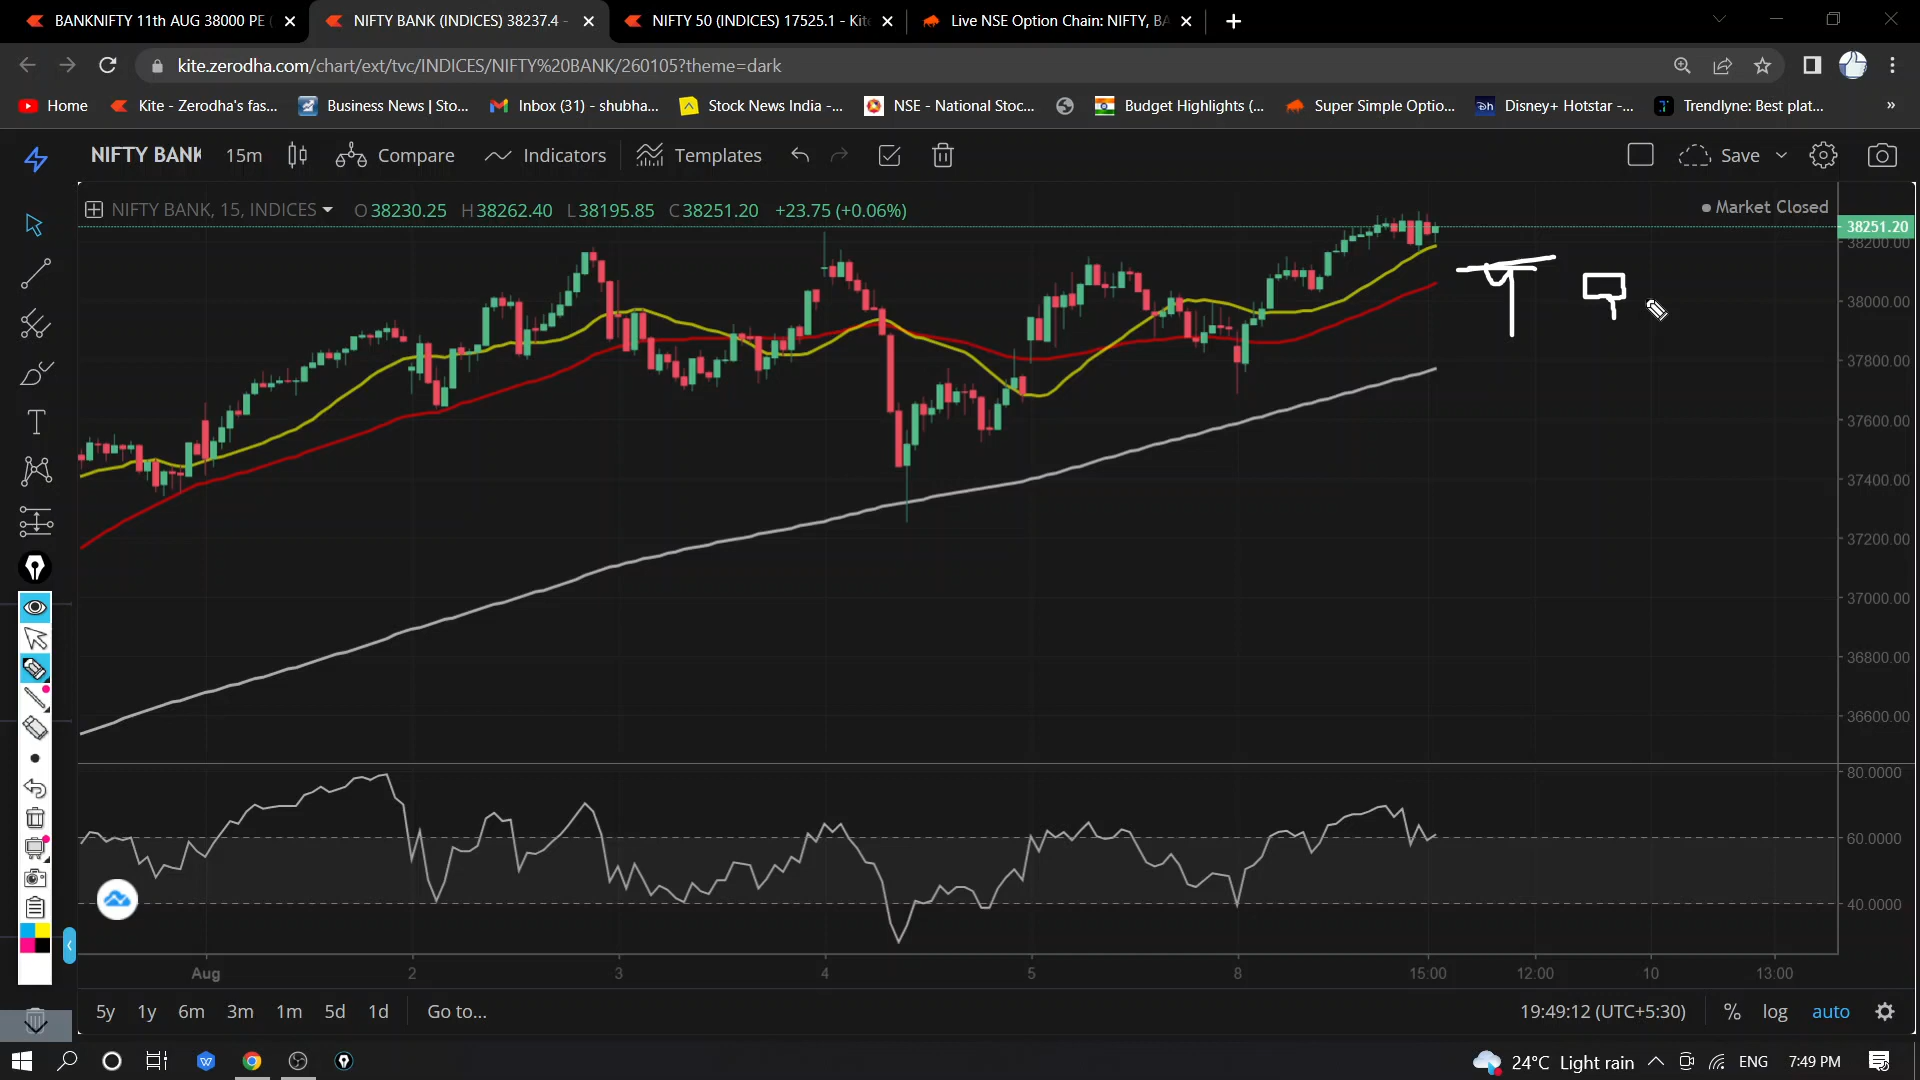 BANKNIFTY 11th AUG 38000 PE (
NIFTY BANK (INDICES) 38237.4 -
NIFTY 50 (INDICES) 17525.1 - Kite
Live NSE Option Chain: NIFTY, BA
kite.zerodha.com/chart/ext/tvc/INDICES/NIFTY%20BANK/260105?theme=dark
Home
Kite - Zerodha's fas...
Business News | Sto...
Inbox (31) - shubha...
Stock News India -...
NSE - National Stoc...
Budget Highlights (...
Super Simple Optio...
Disney+ Hotstar -...
Trendlyne: Best plat...
»
NIFTY BANK
15m
Compare
Indicators
Templates
Save
NIFTY BANK, 15, INDICES
O38230.25 H38262.40 L38195.85 C38251.20 +23.75 (+0.06%)
Market Closed
38251.20
38200.00
38000.00
37800.00
37600.00
37400.00
37200.00
37000.00
36800.00
36600.00
80.0000
60.0000
40.0000
Aug 2 3 4 5 8 15:00 12:00 10 13:00
5y 1y 6m 3m 1m 5d 1d Go to...
19:49:12 (UTC+5:30) % log auto
24°C Light rain ENG 7:49 PM